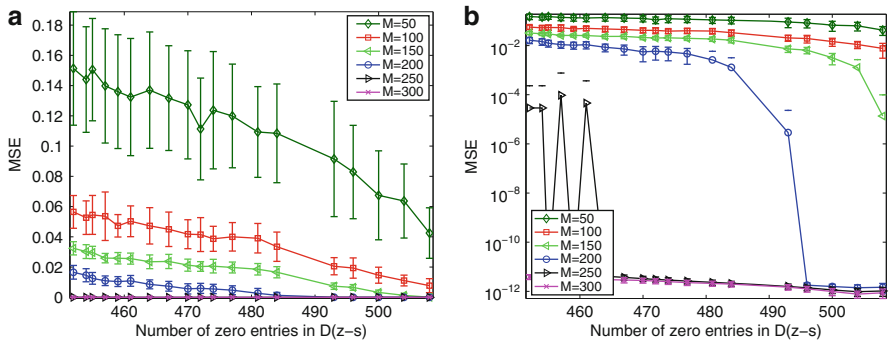 a
0.18
0.16
0.14
0.12
0.1
0.08
0.06
0.04
0.02
0
MSE
460 470 480 490 500
Number of zero entries in D(z−s)
M=50
M=100
M=150
M=200
M=250
M=300
b
10⁻²
10⁻⁴
10⁻⁶
10⁻⁸
10⁻¹¹
10⁻¹²
MSE
460 470 480 490 500
Number of zero entries in D(z−s)
M=50
M=100
M=150
M=200
M=250
M=300